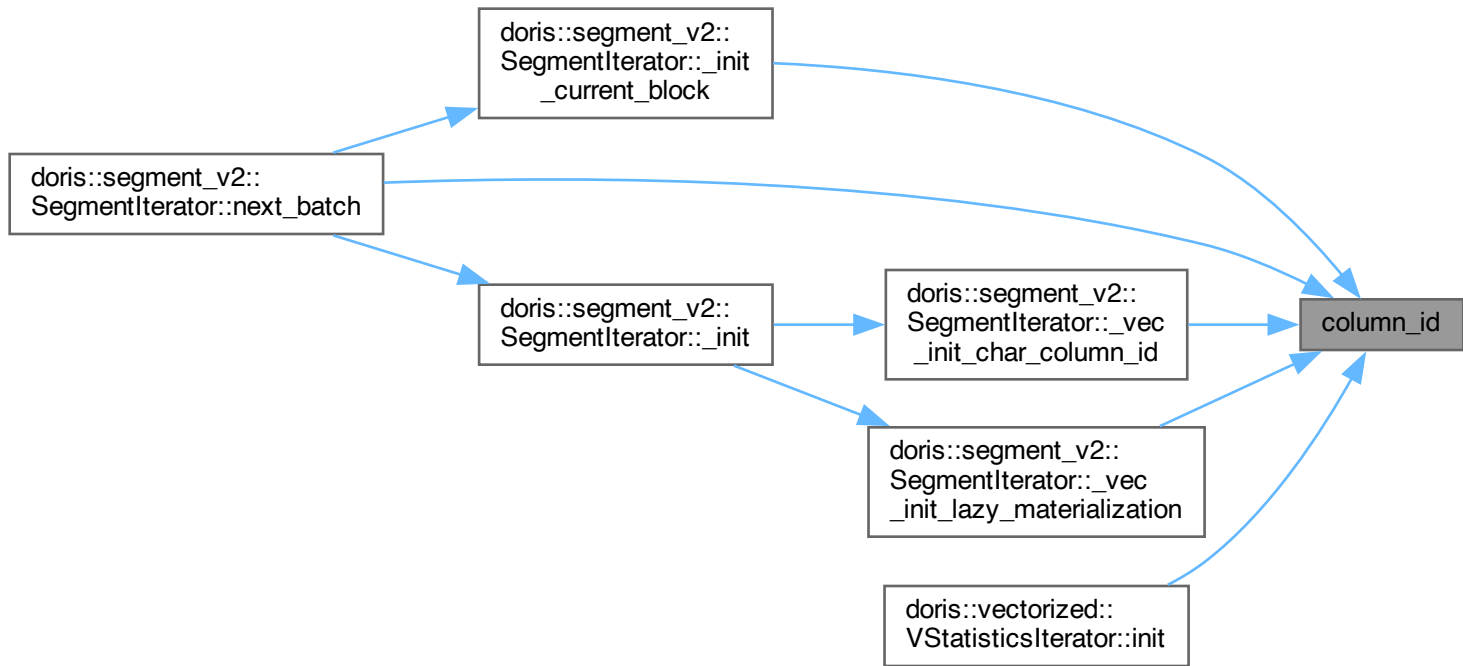 doris::segment_v2::
SegmentIterator::_init
_current_block
doris::segment_v2::
SegmentIterator::next_batch
doris::segment_v2::
SegmentIterator::_init
doris::segment_v2::
SegmentIterator::_vec
_init_char_column_id
column_id
doris::segment_v2::
SegmentIterator::_vec
_init_lazy_materialization
doris::vectorized::
VStatisticsIterator::init